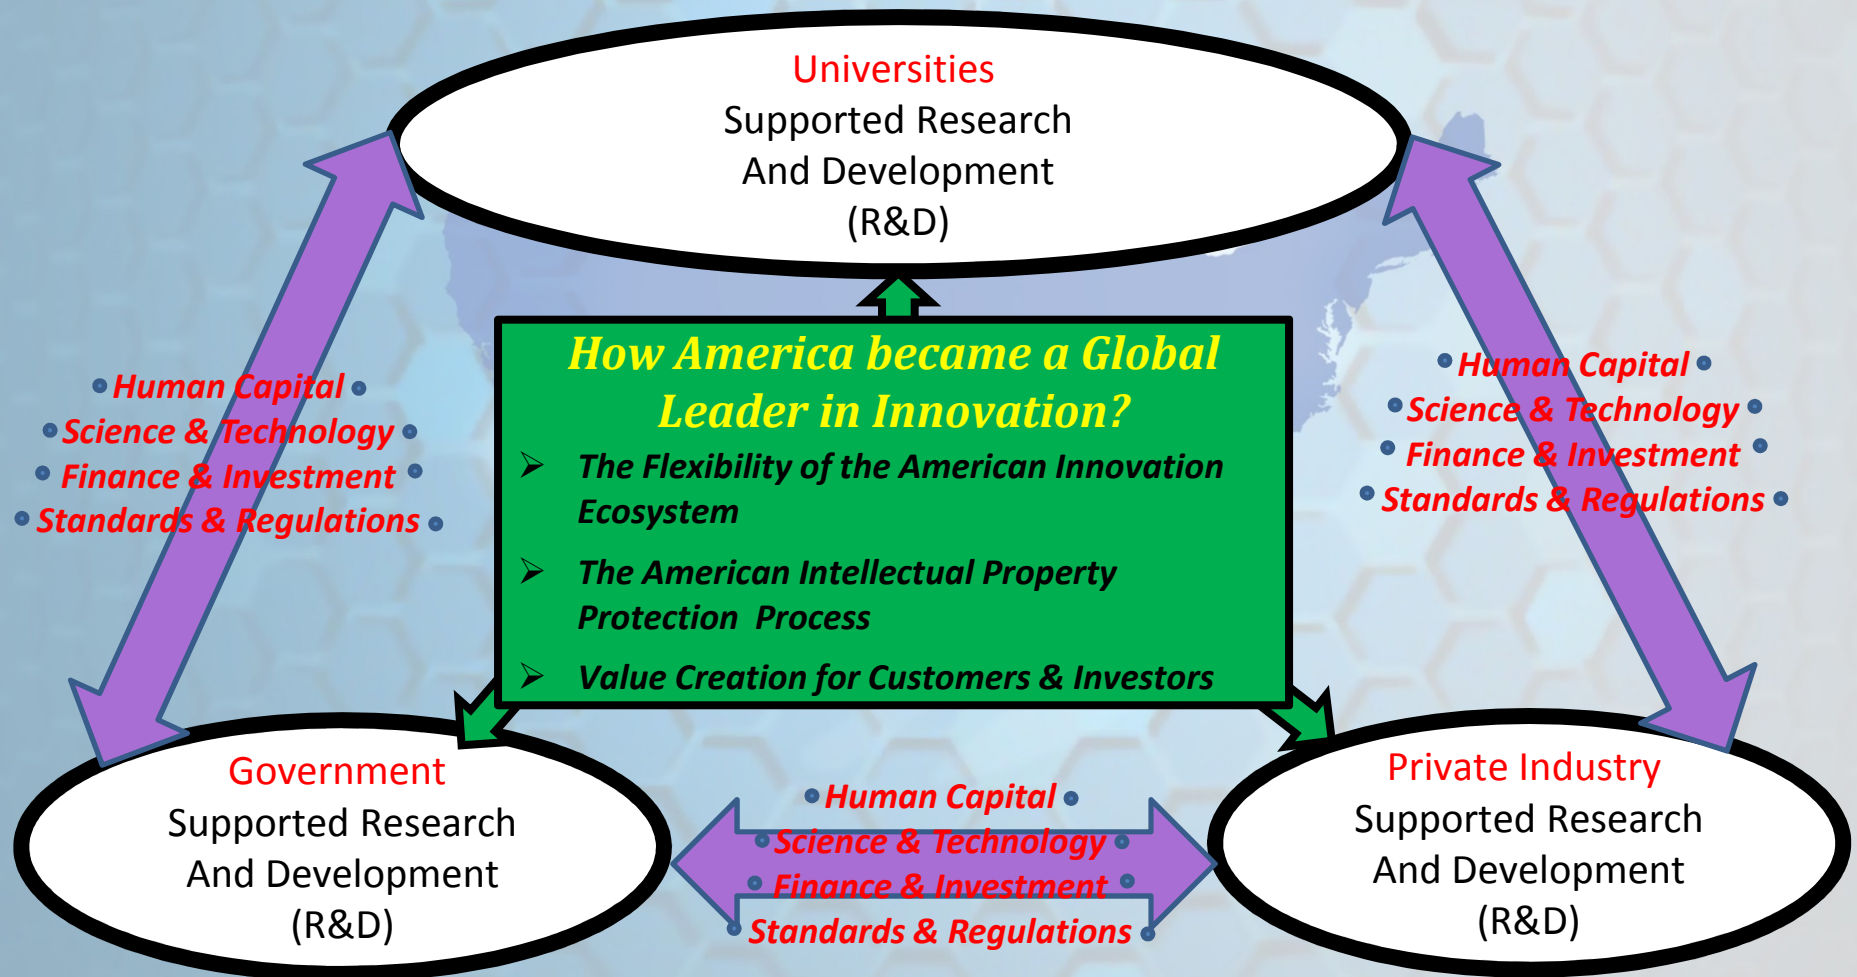 Universities
Supported Research
And Development
(R&D)
How America became a Global
Leader in Innovation?
➢ The Flexibility of the American Innovation
Ecosystem
➢ The American Intellectual Property
Protection Process
➢ Value Creation for Customers & Investors
• Human Capital •
• Science & Technology •
• Finance & Investment •
• Standards & Regulations •
• Human Capital •
• Science & Technology •
• Finance & Investment •
• Standards & Regulations •
Government
Supported Research
And Development
(R&D)
• Human Capital •
• Science & Technology •
• Finance & Investment •
• Standards & Regulations •
Private Industry
Supported Research
And Development
(R&D)